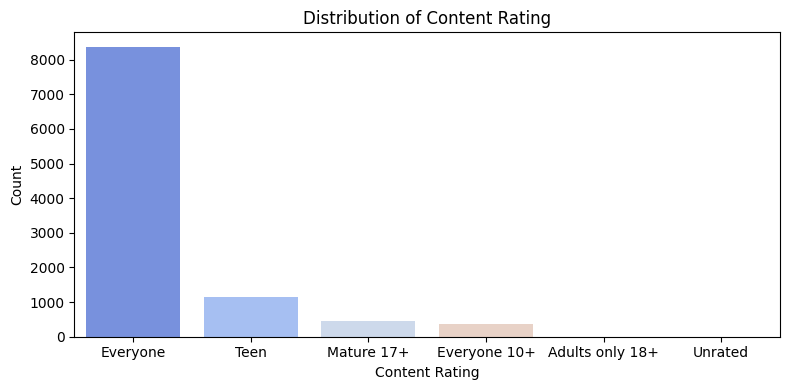 Distribution of Content Rating
8000
7000
6000
5000
4000
3000
2000
1000
0
Count
Everyone
Teen
Mature 17+
Everyone 10+
Adults only 18+
Unrated
Content Rating